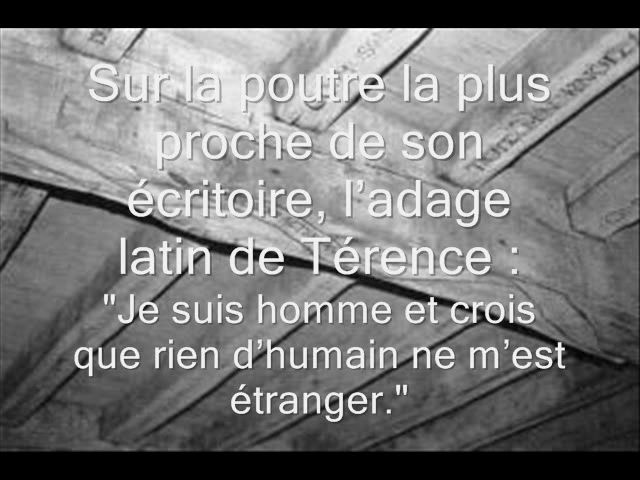 Sur la poutre la plus
proche de son
écritoire, l’adage
latin de Térence :
"Je suis homme et crois
que rien d’humain ne m’est
étranger."